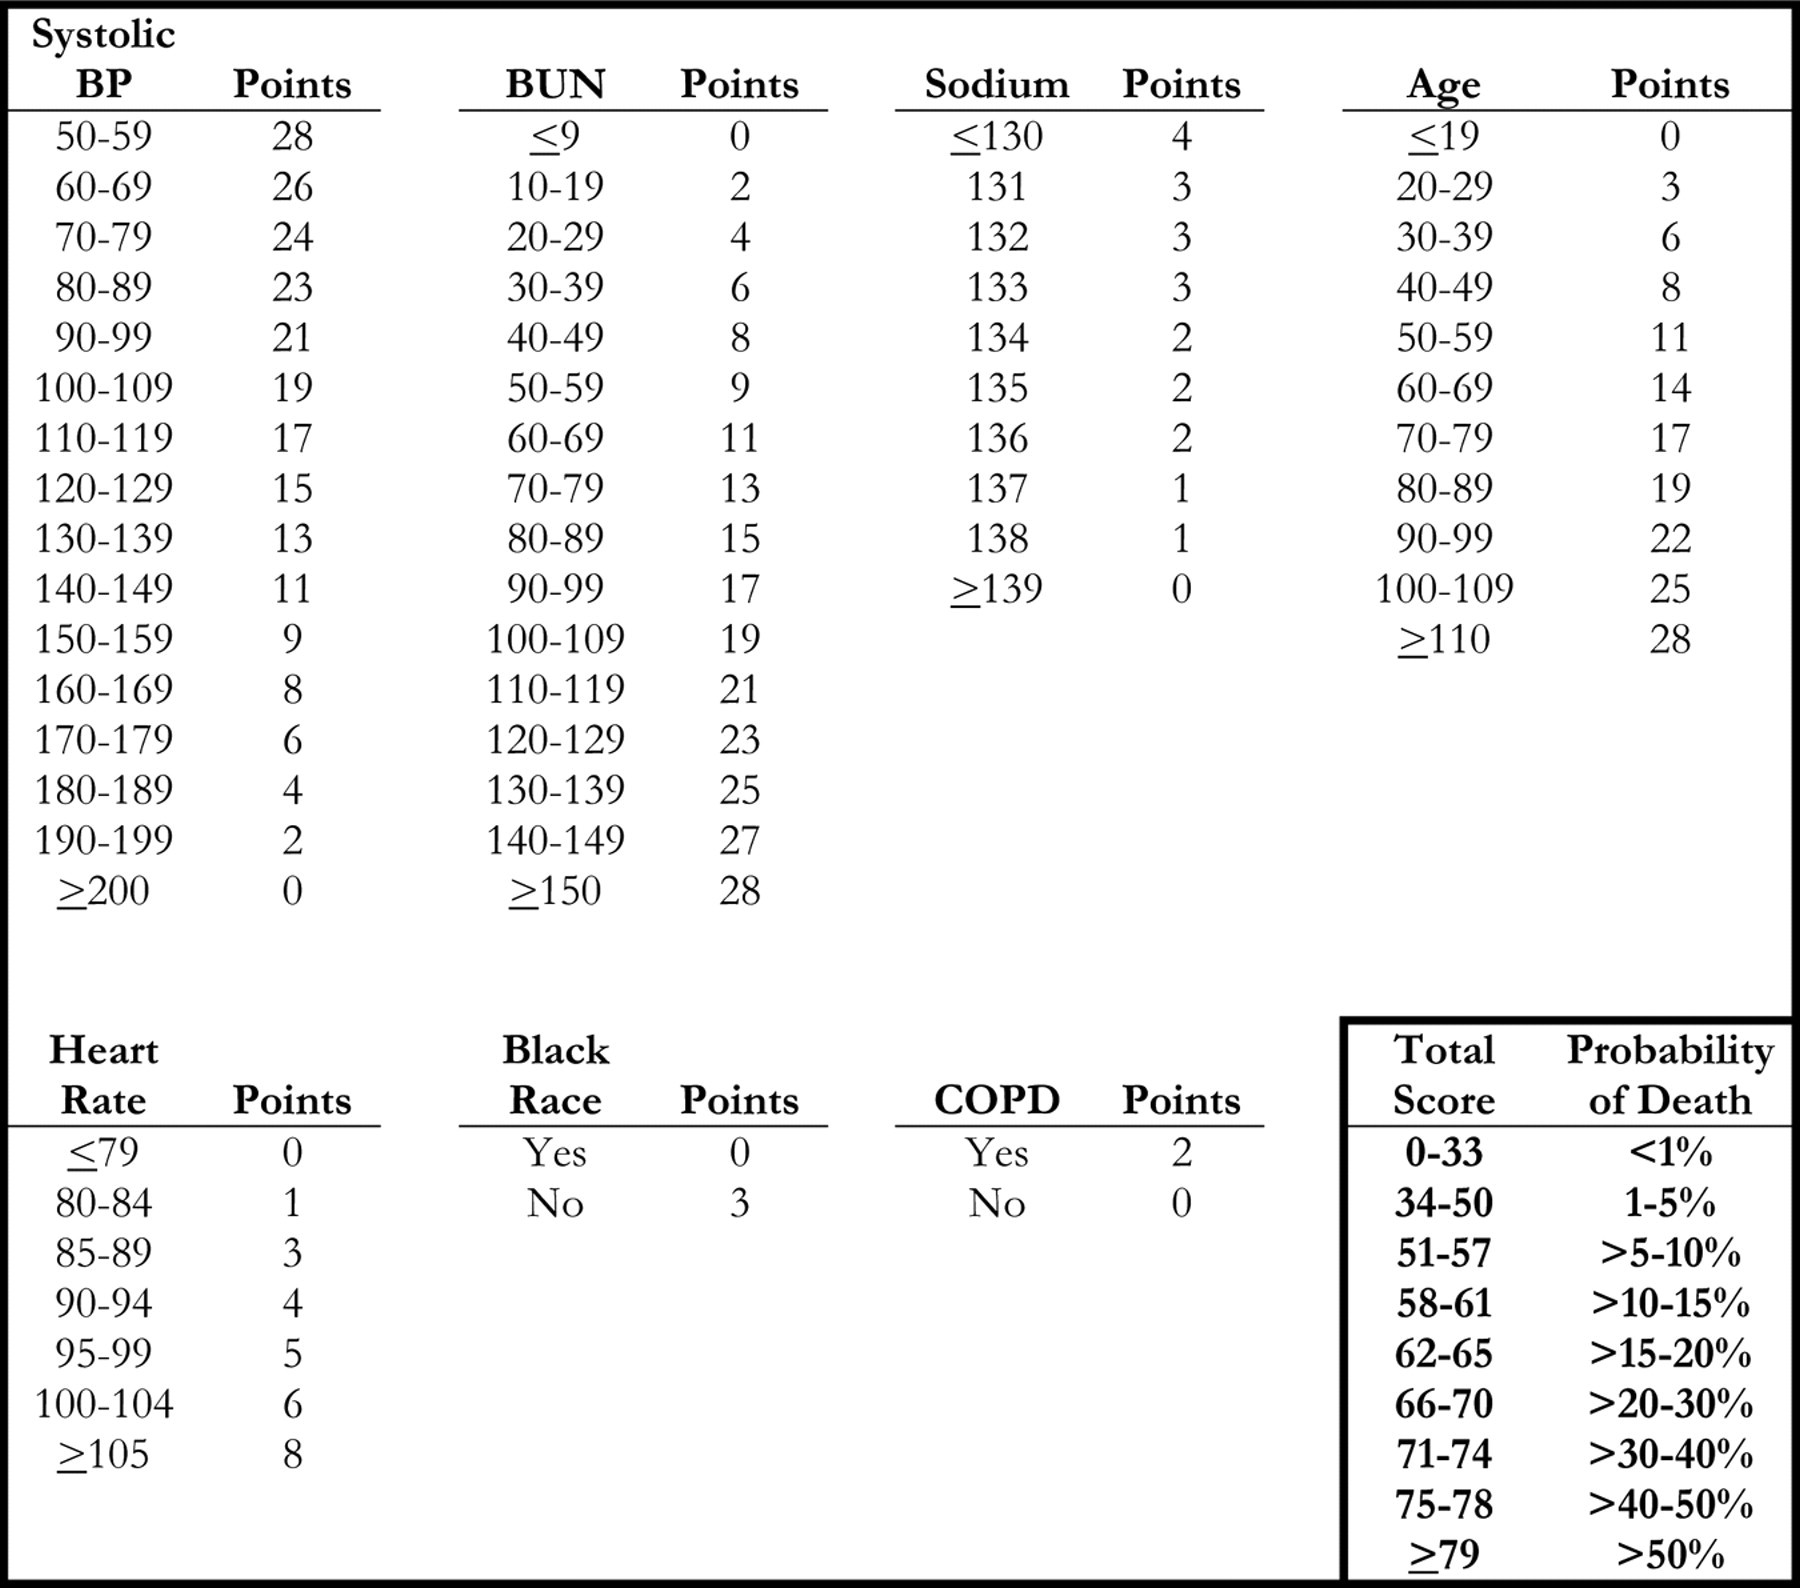 Systolic
BP Points BUN Points Sodium Points Age Points
50-59 28 ≤9 0 ≤130 4 ≤19 0
60-69 26 10-19 2 131 3 20-29 3
70-79 24 20-29 4 132 3 30-39 6
80-89 23 30-39 6 133 3 40-49 8
90-99 21 40-49 8 134 2 50-59 11
100-109 19 50-59 9 135 2 60-69 14
110-119 17 60-69 11 136 2 70-79 17
120-129 15 70-79 13 137 1 80-89 19
130-139 13 80-89 15 138 1 90-99 22
140-149 11 90-99 17 ≥139 0 100-109 25
150-159 9 100-109 19 ≥110 28
160-169 8 110-119 21
170-179 6 120-129 23
180-189 4 130-139 25
190-199 2 140-149 27
≥200 0 ≥150 28
Heart Black Total Probability
Rate Points Race Points COPD Points Score of Death
≤79 0 Yes 0 Yes 2 0-33 <1%
80-84 1 No 3 No 0 34-50 1-5%
85-89 3 51-57 >5-10%
90-94 4 58-61 >10-15%
95-99 5 62-65 >15-20%
100-104 6 66-70 >20-30%
≥105 8 71-74 >30-40%
75-78 >40-50%
≥79 >50%